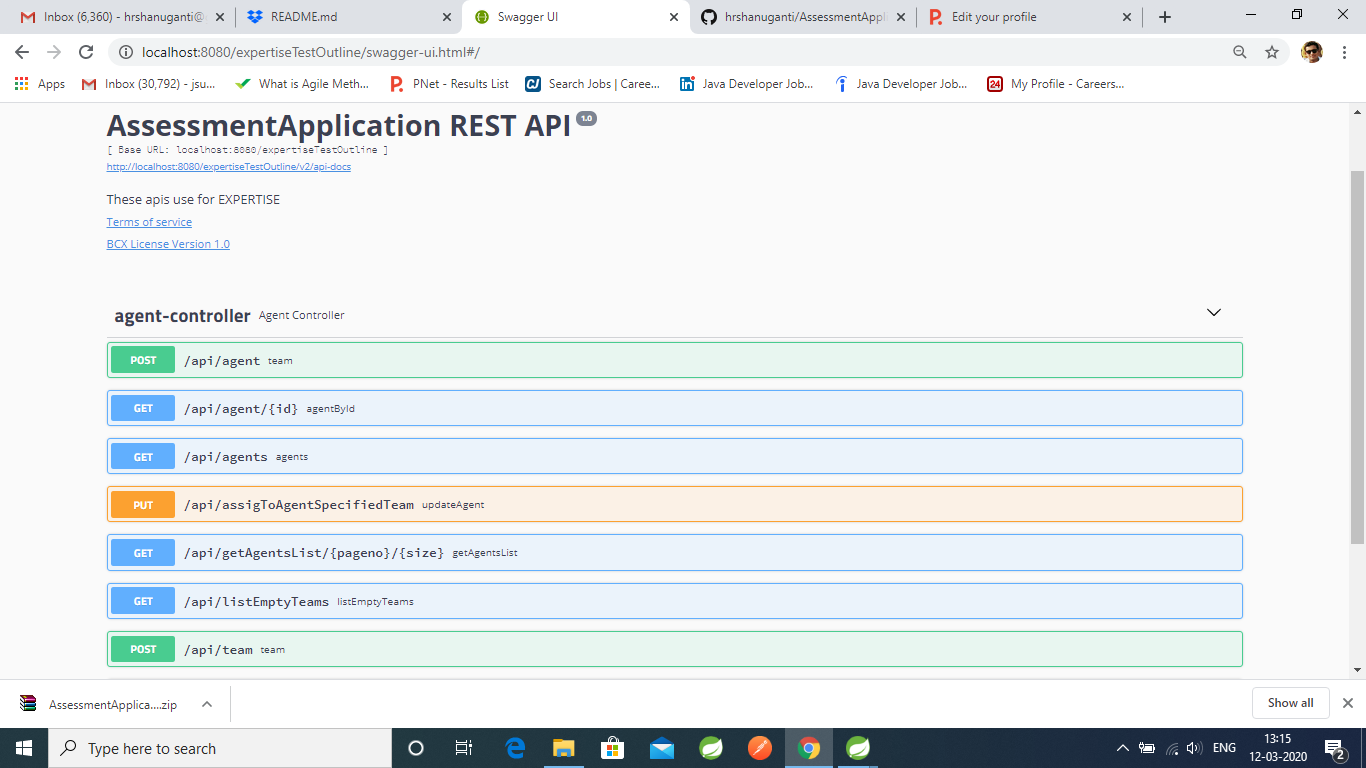 Inbox (6,360) - hrshanuganti@
README.md
Swagger UI
hrshanuganti/AssessmentAppl
Edit your profile
localhost:8080/expertiseTestOutline/swagger-ui.html#/
Apps
Inbox (30,792) - jsu...
What is Agile Meth...
PNet - Results List
Search Jobs | Caree...
Java Developer Job...
Java Developer Job...
24
My Profile - Careers...
AssessmentApplication REST API 1.0
[ Base URL: localhost:8080/expertiseTestOutline ]
http://localhost:8080/expertiseTestOutline/v2/api-docs
These apis use for EXPERTISE
Terms of service
BCX License Version 1.0
agent-controller Agent Controller
POST /api/agent team
GET /api/agent/{id} agentById
GET /api/agents agents
PUT /api/assigToAgentSpecifiedTeam updateAgent
GET /api/getAgentsList/{pageno}/{size} getAgentsList
GET /api/listEmptyTeams listEmptyTeams
POST /api/team team
AssessmentApplica....zip
Show all
Type here to search
ENG
13:15
12-03-2020
2